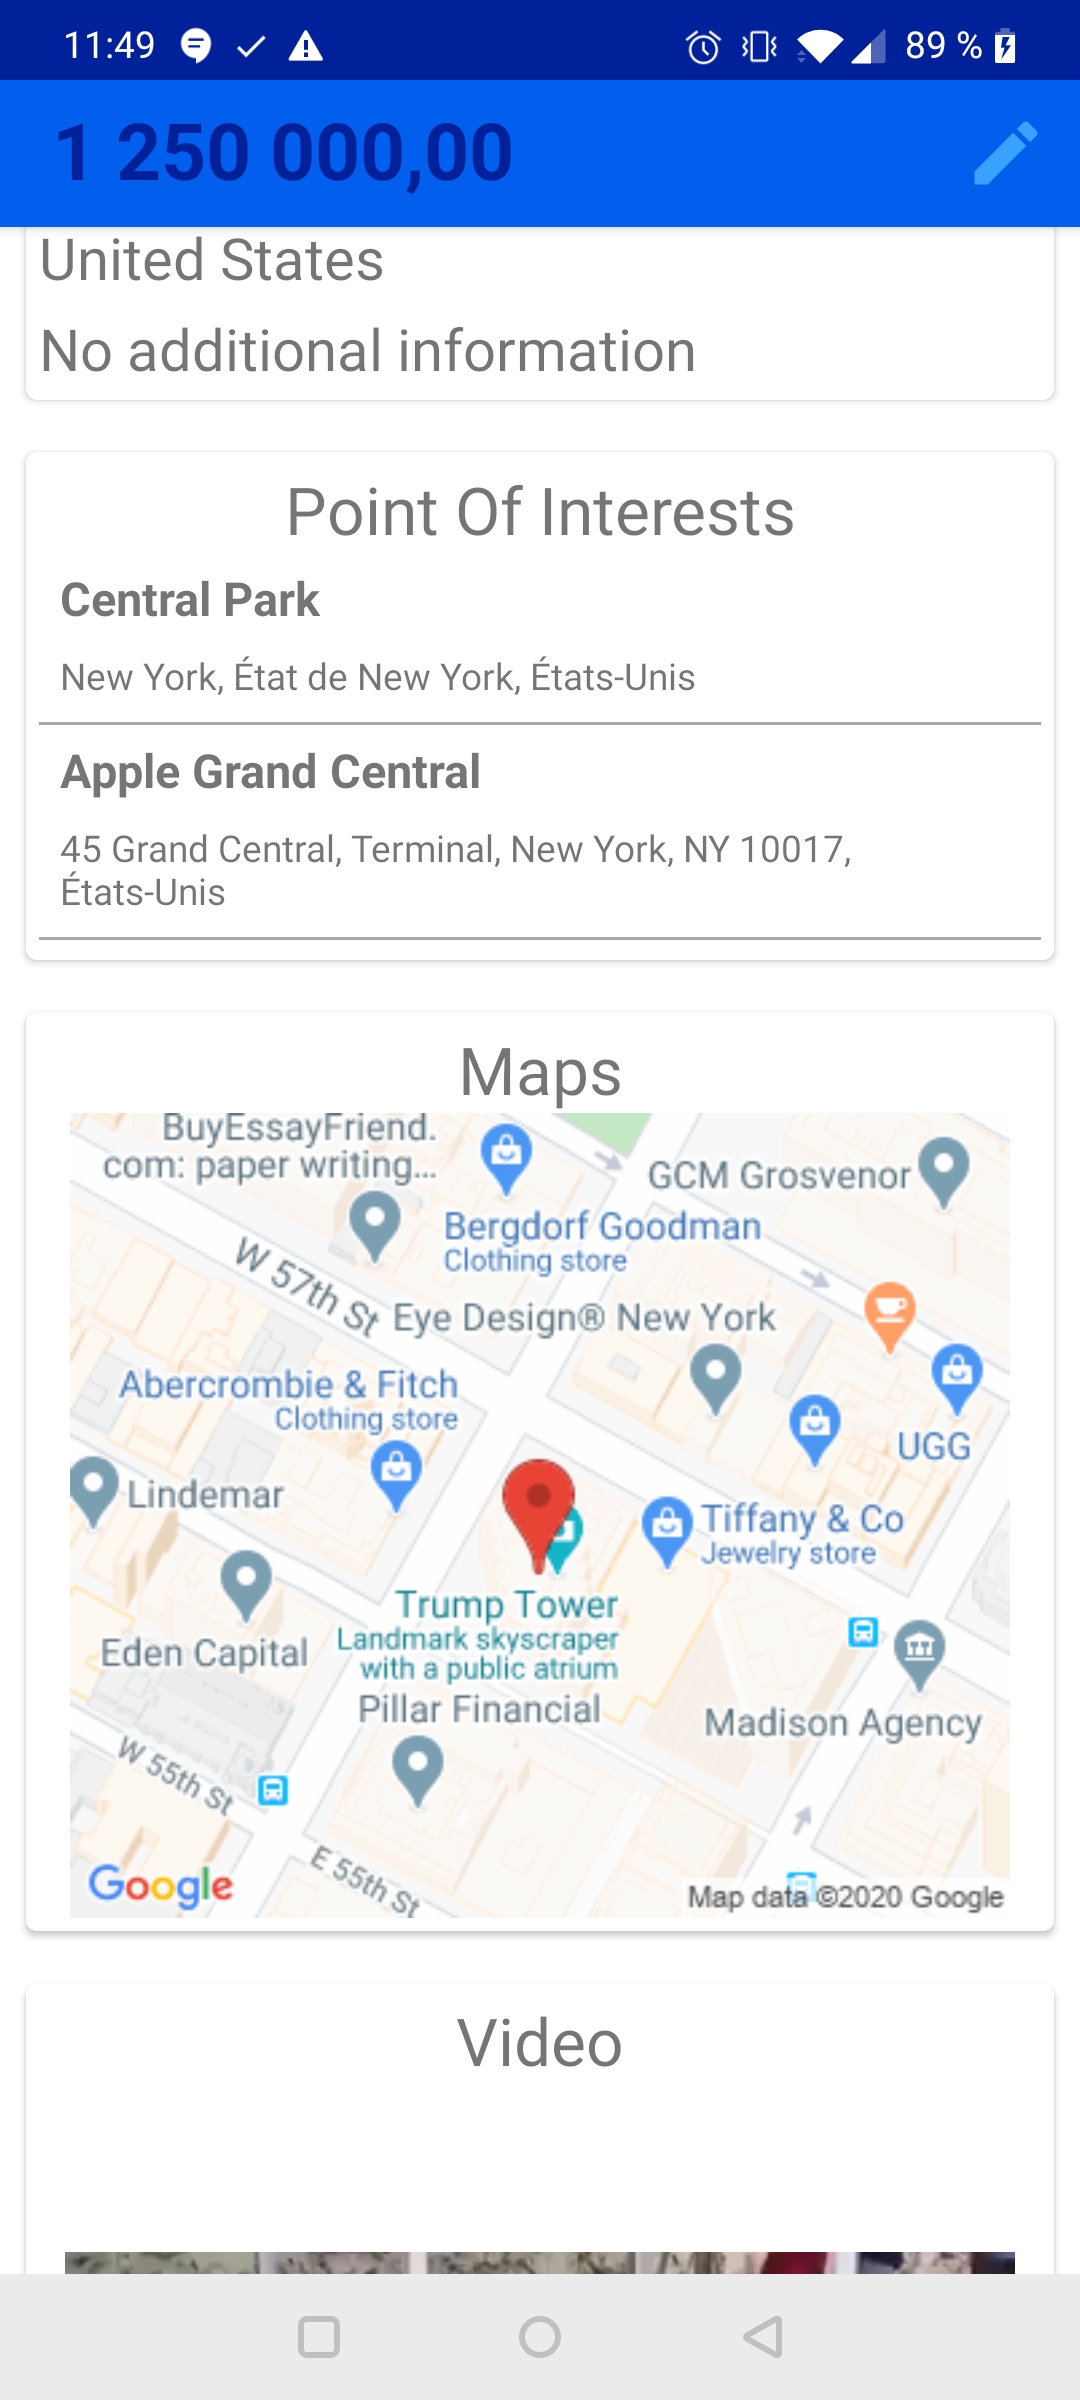 11:49
89 %
1 250 000,00
United States
No additional information
Point Of Interests
Central Park
New York, État de New York, États-Unis
Apple Grand Central
45 Grand Central, Terminal, New York, NY 10017,
États-Unis
Maps
BuyEssayFriend.
com: paper writing...
GCM Grosvenor
Bergdorf Goodman
Clothing store
W 57th St
Eye Design® New York
Abercrombie & Fitch
Clothing store
UGG
Lindemar
Tiffany & Co
Jewelry store
Trump Tower
Landmark skyscraper
with a public atrium
Eden Capital
Pillar Financial
Madison Agency
W 55th St
E 55th St
Google
Map data ©2020 Google
Video